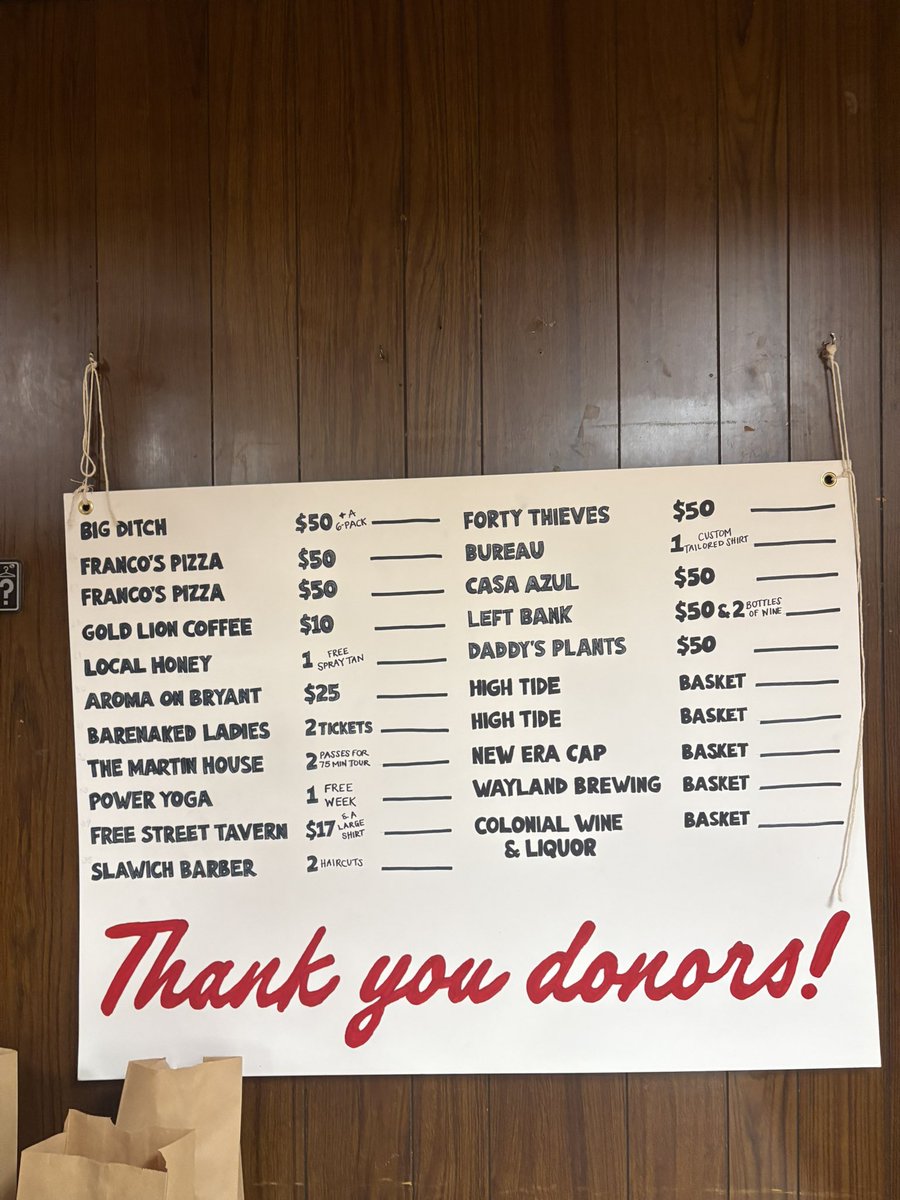 BIG DITCH $50 + A 6-PACK
FRANCO'S PIZZA $50
FRANCO'S PIZZA $50
GOLD LION COFFEE $10
LOCAL HONEY 1 FREE SPRAY TAN
AROMA ON BRYANT $25
BARENAKED LADIES 2 TICKETS
THE MARTIN HOUSE 2 PASSES FOR 75 MIN TOUR
POWER YOGA 1 FREE WEEK
FREE STREET TAVERN $17 & A LARGE SHIRT
SLAWICH BARBER 2 HAIRCUTS
FORTY THIEVES $50
BUREAU 1 CUSTOM TAILORED SHIRT
CASA AZUL $50
LEFT BANK $50 & 2 BOTTLES OF WINE
DADDY'S PLANTS $50
HIGH TIDE BASKET
HIGH TIDE BASKET
NEW ERA CAP BASKET
WAYLAND BREWING BASKET
COLONIAL WINE BASKET
& LIQUOR
Thank you donors!
?